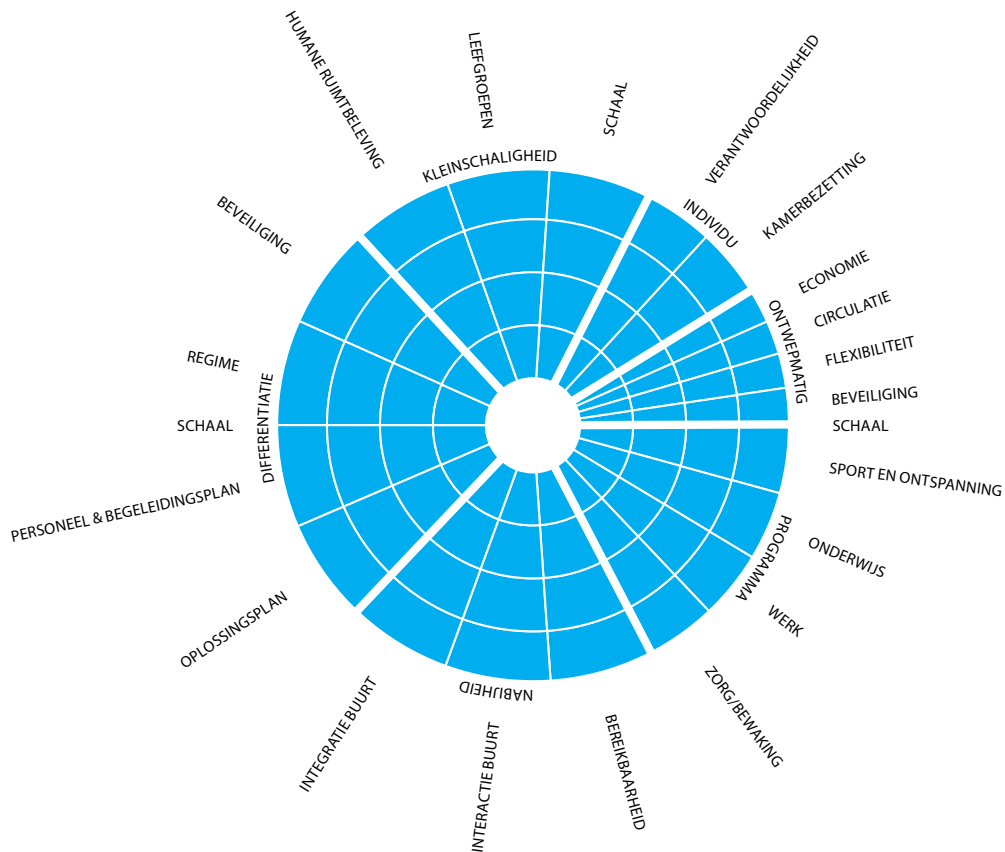 HUMANE RUIMTBELEVING
LEEFGROEPEN
SCHAAL
VERANTWOORDELIJKHEID
KLEINSCHALIGHEID
INDIVIDU
KAMERBEZETTING
BEVEILIGING
ECONOMIE
CIRCULATIE
ONTWEPMATIG
FLEXIBILITEIT
REGIME
BEVEILIGING
SCHAAL
DIFFERENTIATIE
SCHAAL
SPORT EN ONTSPANNING
PERSONEEL & BEGELEIDINGSPLAN
PROGRAMMA
ONDERWIJS
WERK
OPLOSSINGSPLAN
NABIJHEID
INTEGRATIE BUURT
INTERACTIE BUURT
BEREIKBAARHEID
ZORG/BEWAKING